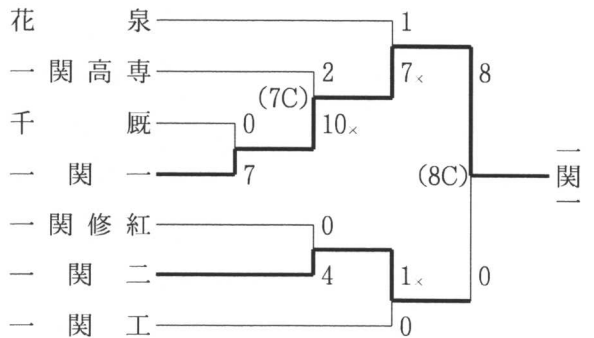 花泉 1
一関高専 2 7× 8
(7C)
千厩 0 10×
一関一 7 (8C) 一関一
一関修紅 0
一関二 4 1× 0
一関工 0